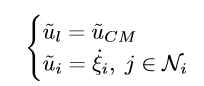 ũ_l = ũ_{CM}
ũ_i = ξ̇_i, j ∈ 𝒩_i